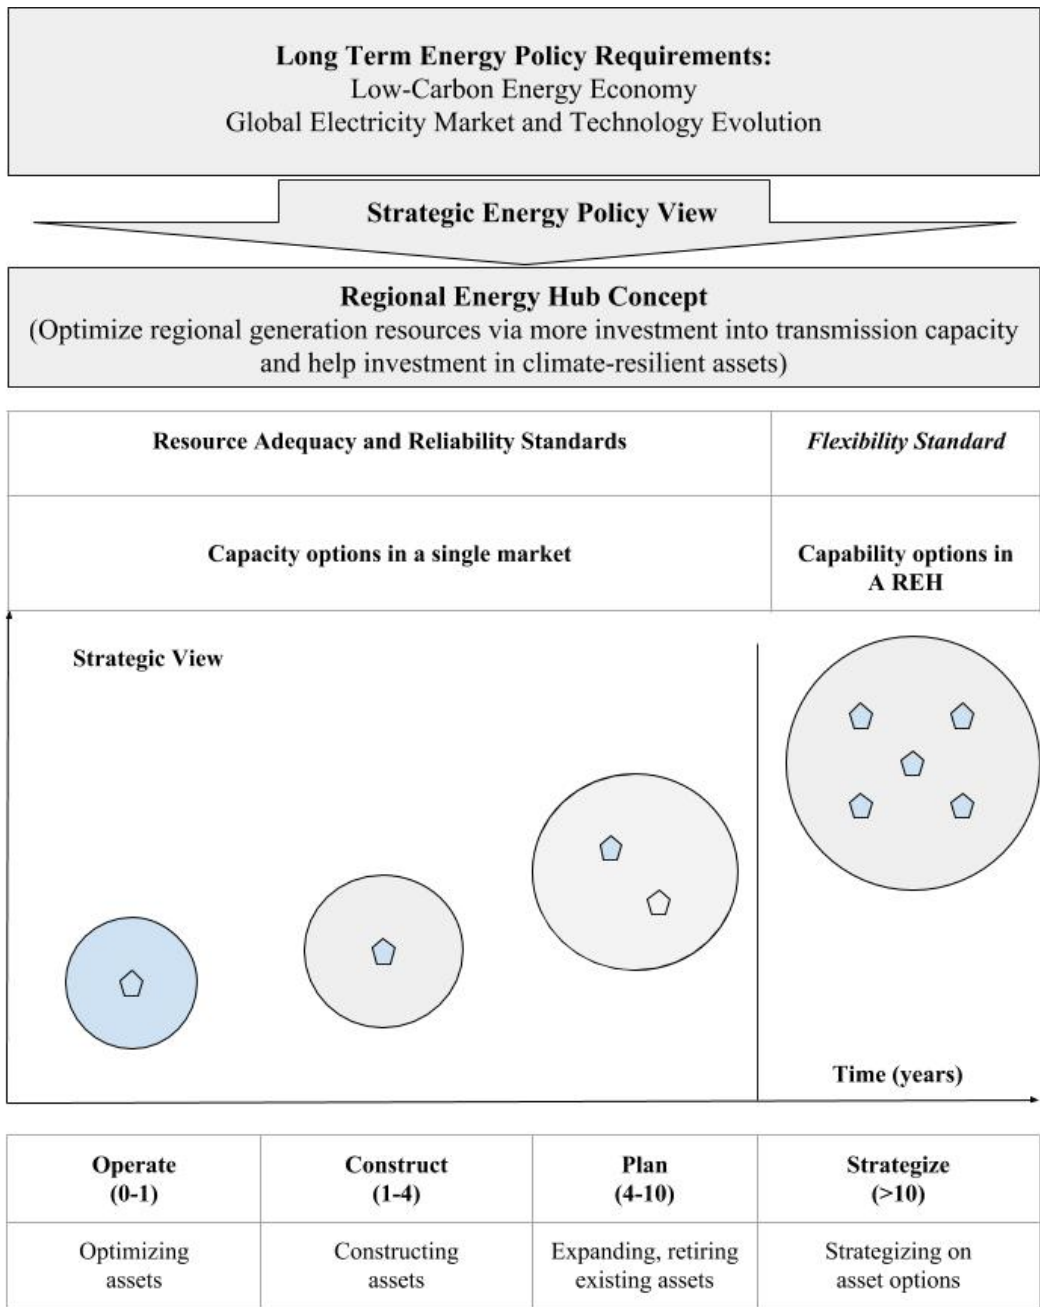 Long Term Energy Policy Requirements:
Low-Carbon Energy Economy
Global Electricity Market and Technology Evolution
Strategic Energy Policy View
Regional Energy Hub Concept
(Optimize regional generation resources via more investment into transmission capacity
and help investment in climate-resilient assets)
Resource Adequacy and Reliability Standards
Flexibility Standard
Capacity options in a single market
Capability options in
A REH
Strategic View
Time (years)
Operate
(0-1)
Construct
(1-4)
Plan
(4-10)
Strategize
(>10)
Optimizing
assets
Constructing
assets
Expanding, retiring
existing assets
Strategizing on
asset options